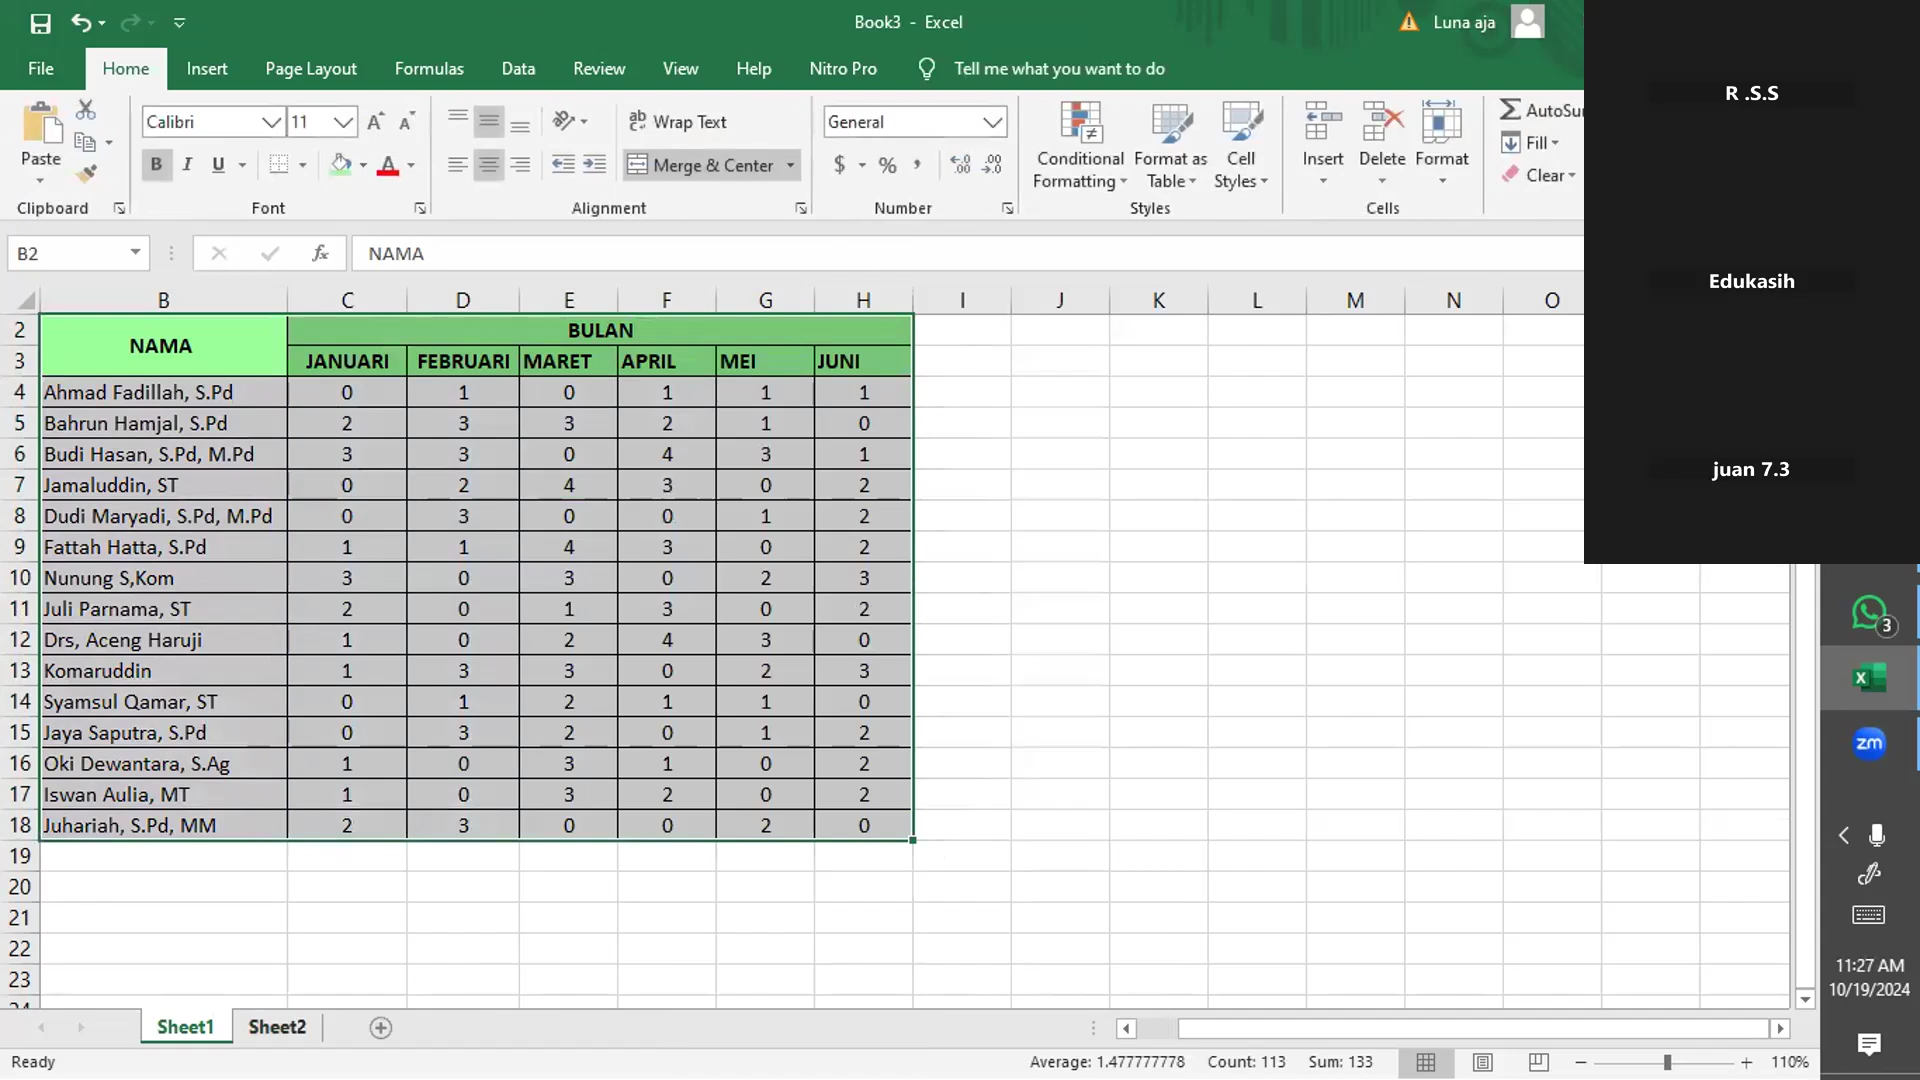 Book3 - Excel
Luna aja
R .S.S
File Home Insert Page Layout Formulas Data Review View Help Nitro Pro Tell me what you want to do
Calibri 11 ab Wrap Text General AutoSu
Paste B I U A Merge & Center $ % , Conditional Formatting Format as Table Cell Styles Insert Delete Format Fill Clear
Clipboard Font Alignment Number Styles Cells
B2 fx NAMA
Edukasih
B C D E F G H I J K L M N O
2 NAMA BULAN
3 JANUARI FEBRUARI MARET APRIL MEI JUNI
4 Ahmad Fadillah, S.Pd 0 1 0 1 1 1
5 Bahrun Hamjal, S.Pd 2 3 3 2 1 0
6 Budi Hasan, S.Pd, M.Pd 3 3 0 4 3 1
juan 7.3
7 Jamaluddin, ST 0 2 4 3 0 2
8 Dudi Maryadi, S.Pd, M.Pd 0 3 0 0 1 2
9 Fattah Hatta, S.Pd 1 1 4 3 0 2
10 Nunung S,Kom 3 0 3 0 2 3
11 Juli Parnama, ST 2 0 1 3 0 2
3
12 Drs, Aceng Haruji 1 0 2 4 3 0
13 Komaruddin 1 3 3 0 2 3
14 Syamsul Qamar, ST 0 1 2 1 1 0
15 Jaya Saputra, S.Pd 0 3 2 0 1 2
zm
16 Oki Dewantara, S.Ag 1 0 3 1 0 2
17 Iswan Aulia, MT 1 0 3 2 0 2
18 Juhariah, S.Pd, MM 2 3 0 0 2 0
19
20
21
22
23
11:27 AM
10/19/2024
Sheet1 Sheet2
Ready Average: 1.477777778 Count: 113 Sum: 133 110%